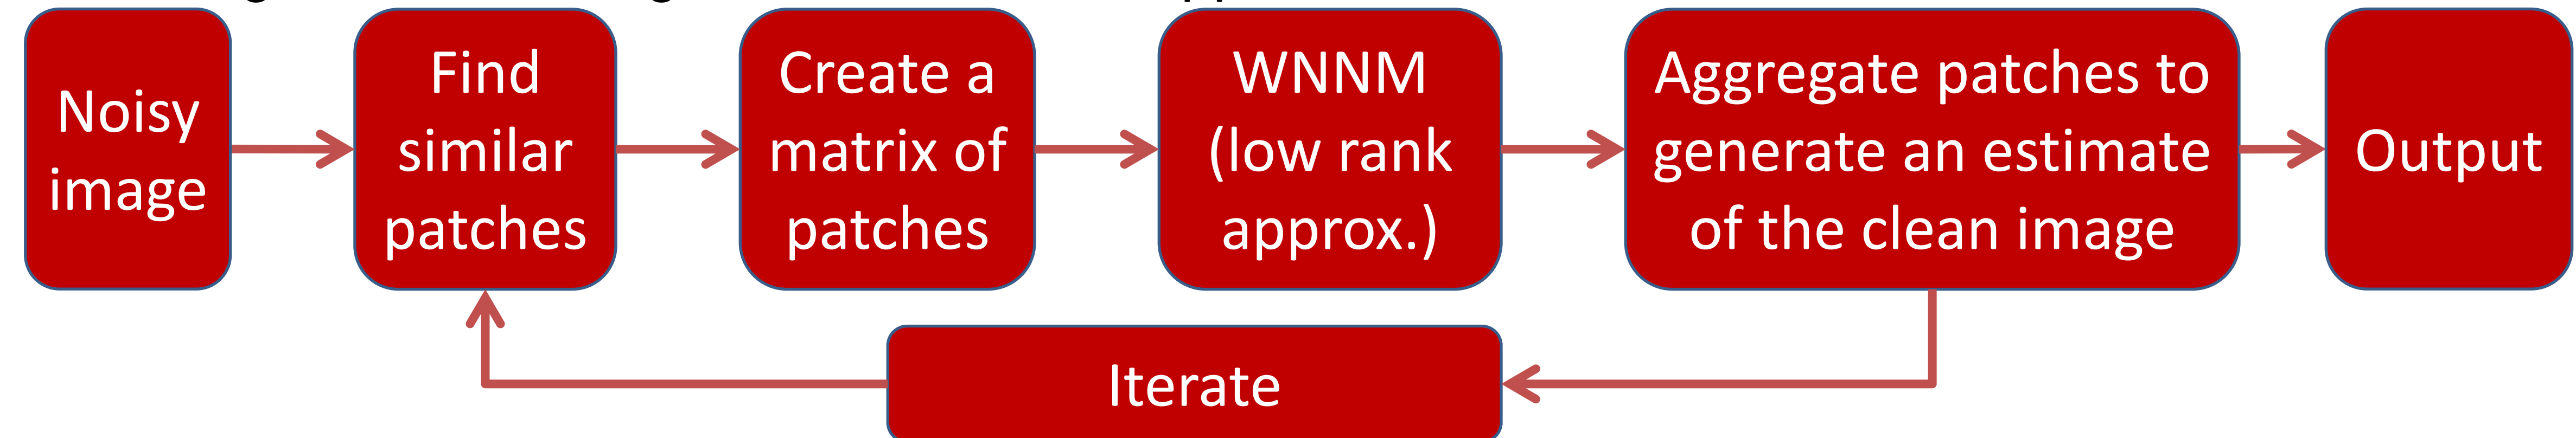 Noisy
image
Find
similar
patches
Create a
matrix of
patches
WNNM
(low rank
approx.)
Aggregate patches to
generate an estimate
of the clean image
Output
Iterate